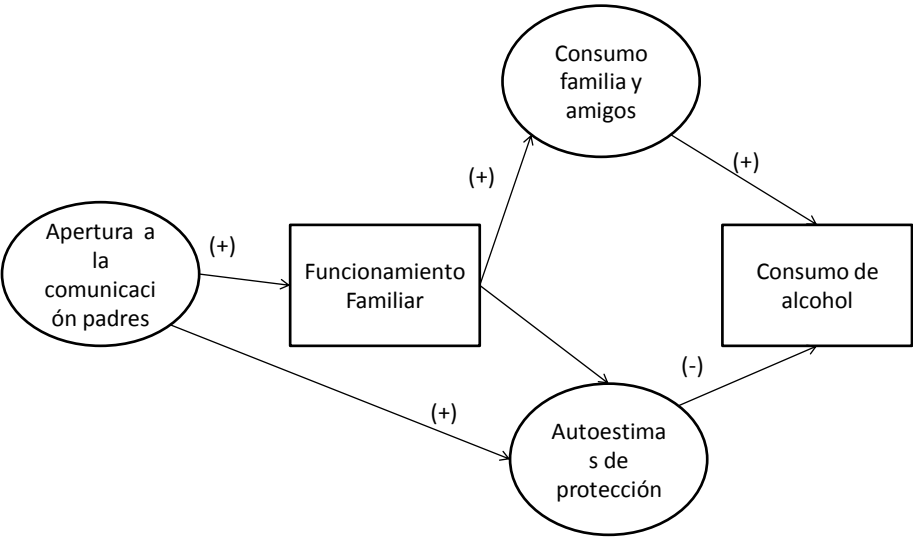 Consumo
familia y
amigos
(+)
(+)
Apertura a
la
comunicaci
ón padres
(+)
Funcionamiento
Familiar
Consumo de
alcohol
(-)
(+)
Autoestima
s de
protección